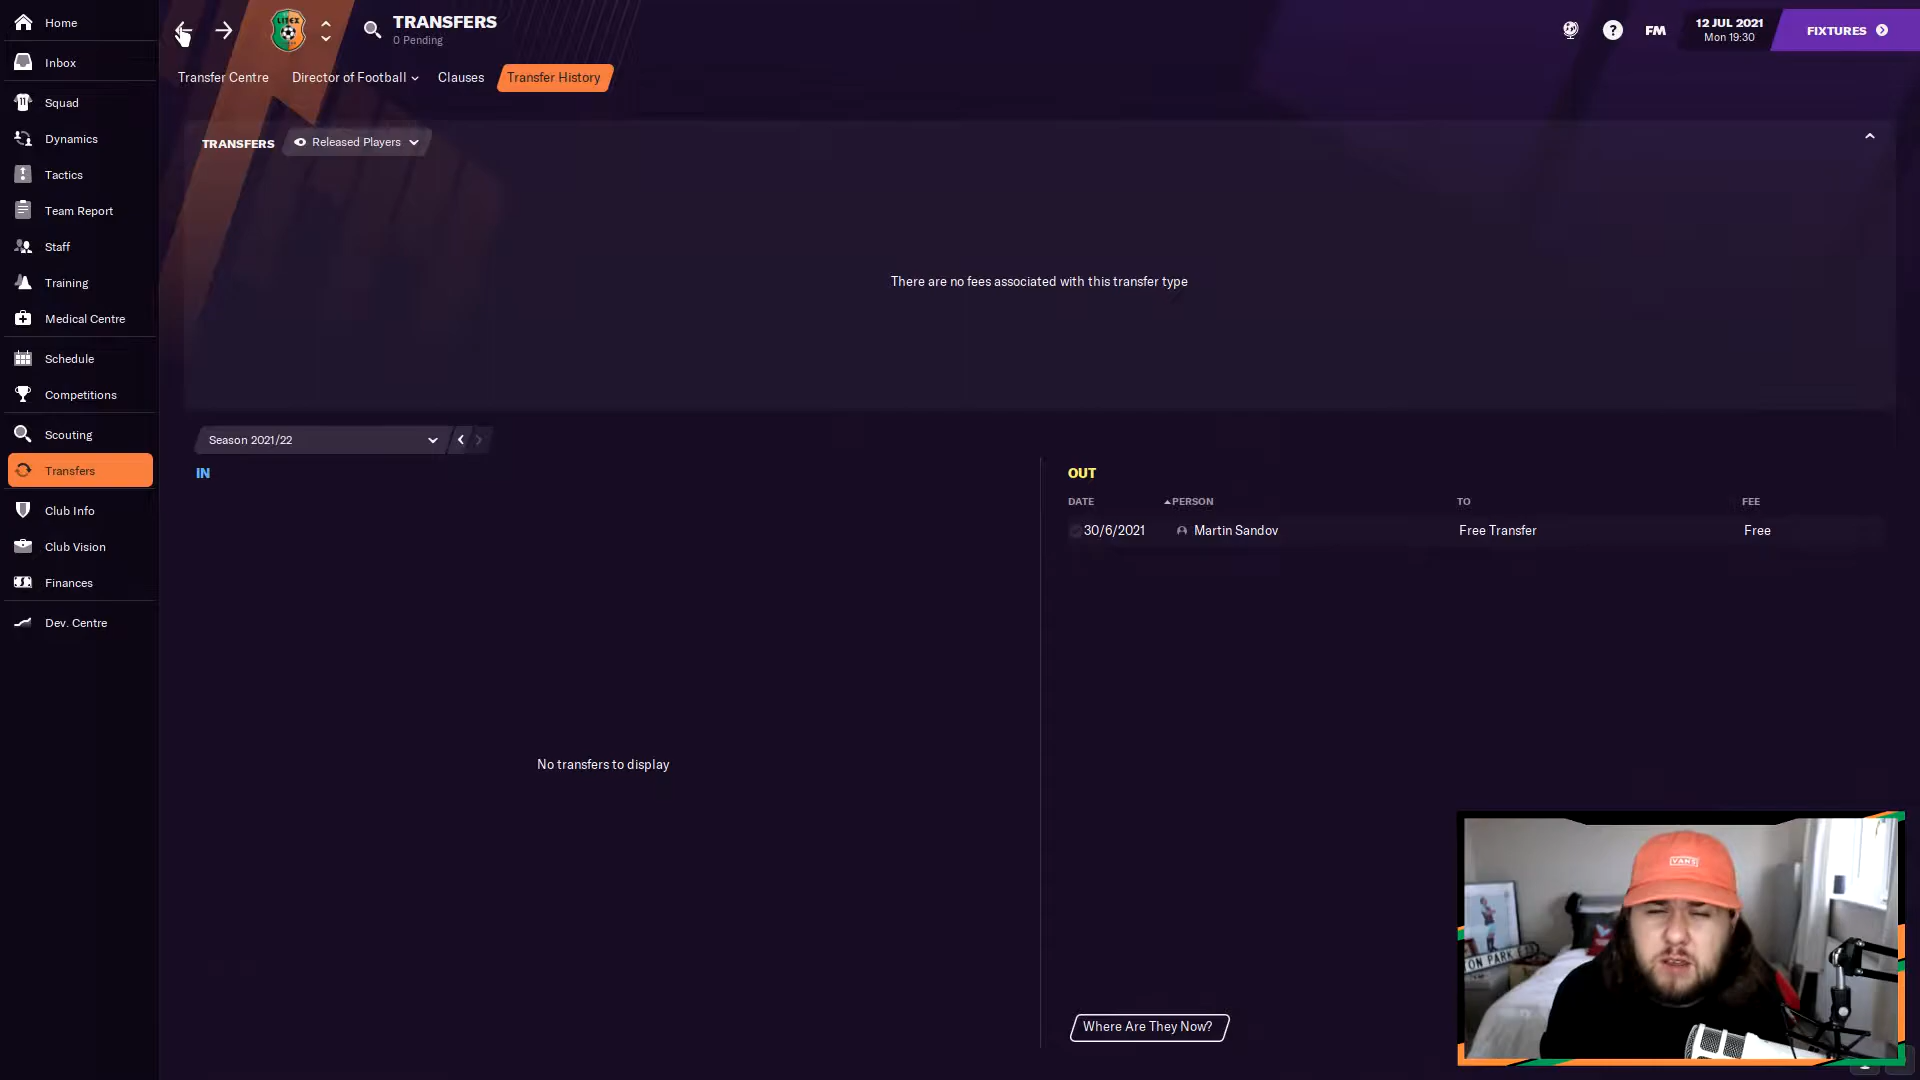 Home
Inbox
Squad
Dynamics
Tactics
Team Report
Staff
Training
Medical Centre
Schedule
Competitions
Scouting
Transfers
Club Info
Club Vision
Finances
Dev. Centre
LITEX
TRANSFERS
0 Pending
FM
12 JUL 2021
Mon 19:30
FIXTURES
Transfer Centre
Director of Football
Clauses
Transfer History
TRANSFERS
Released Players
There are no fees associated with this transfer type
Season 2021/22
IN
No transfers to display
OUT
DATE PERSON TO FEE
30/6/2021 Martin Sandov Free Transfer Free
Where Are They Now?
VANS